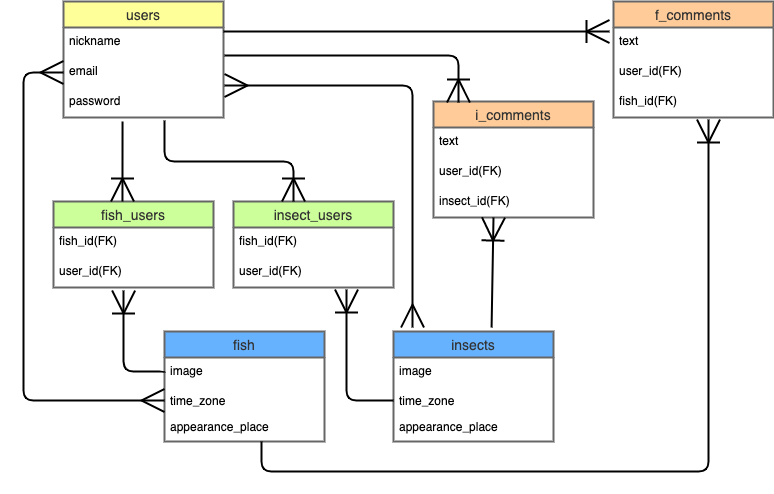 users
nickname
email
password
f_comments
text
user_id(FK)
fish_id(FK)
i_comments
text
user_id(FK)
insect_id(FK)
fish_users
fish_id(FK)
user_id(FK)
insect_users
fish_id(FK)
user_id(FK)
fish
image
time_zone
appearance_place
insects
image
time_zone
appearance_place